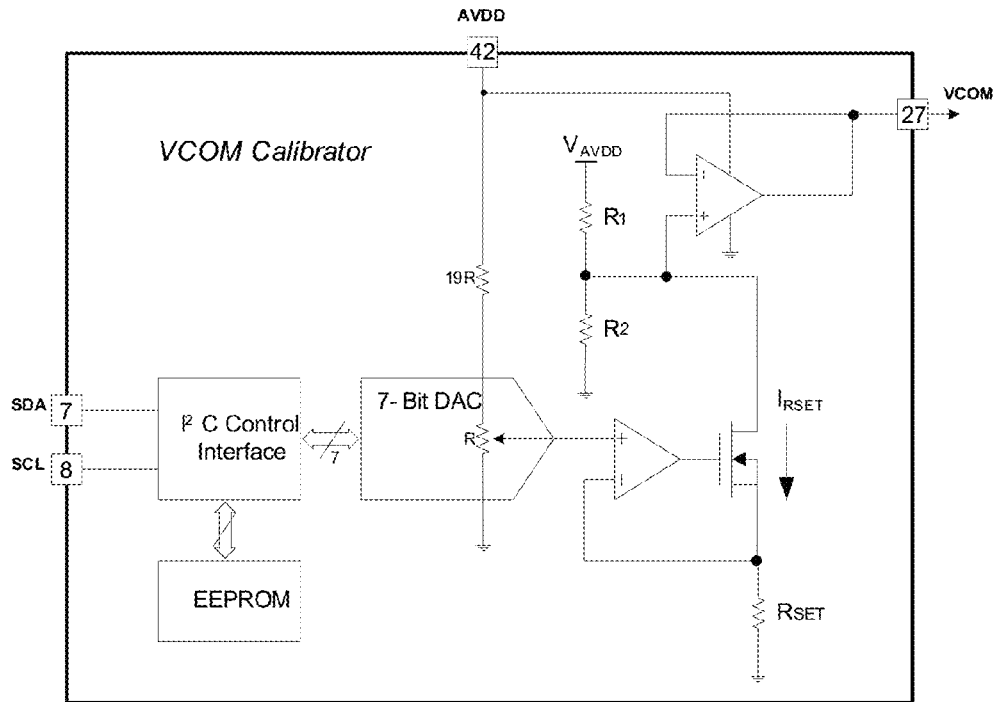 AVDD
42
VCOM
27
VCOM Calibrator
VAVDD
R1
19R
R2
SDA
7
I² C Control
Interface
7- Bit DAC
R
7
IRSET
SCL
8
EEPROM
RSET